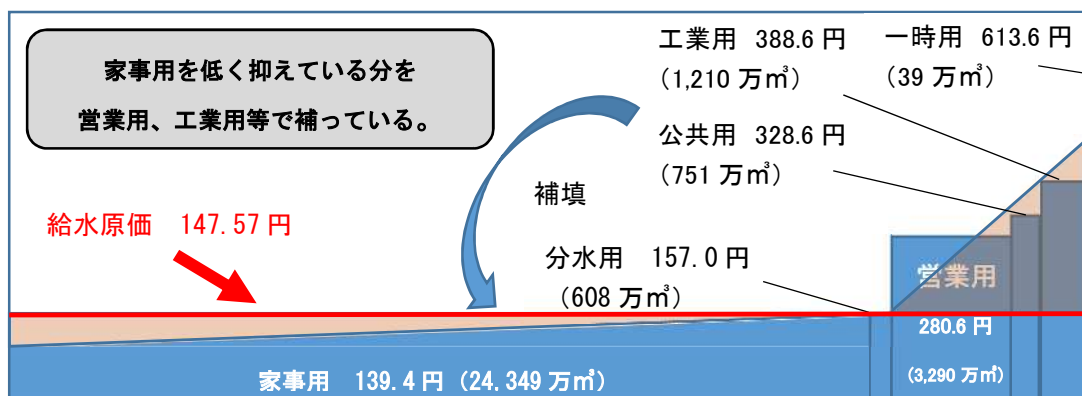 家事用を低く抑えている分を
営業用、工業用等で補っている。
工業用 388.6 円
(1,210 万㎥)
一時用 613.6 円
(39 万㎥)
公共用 328.6 円
(751 万㎥)
補填
給水原価 147.57 円
分水用 157.0 円
(608 万㎥)
営業用
280.6 円
(3,290 万㎥)
家事用 139.4 円 (24,349 万㎥)